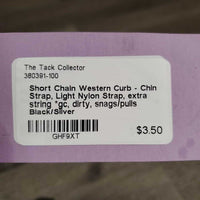 The Tack Collector
380391-100
Short Chain Western Curb - Chin
Strap, Light Nylon Strap, extra
string *gc, dirty, snags/pulls
Black/Silver
$3.50
GHF9XT